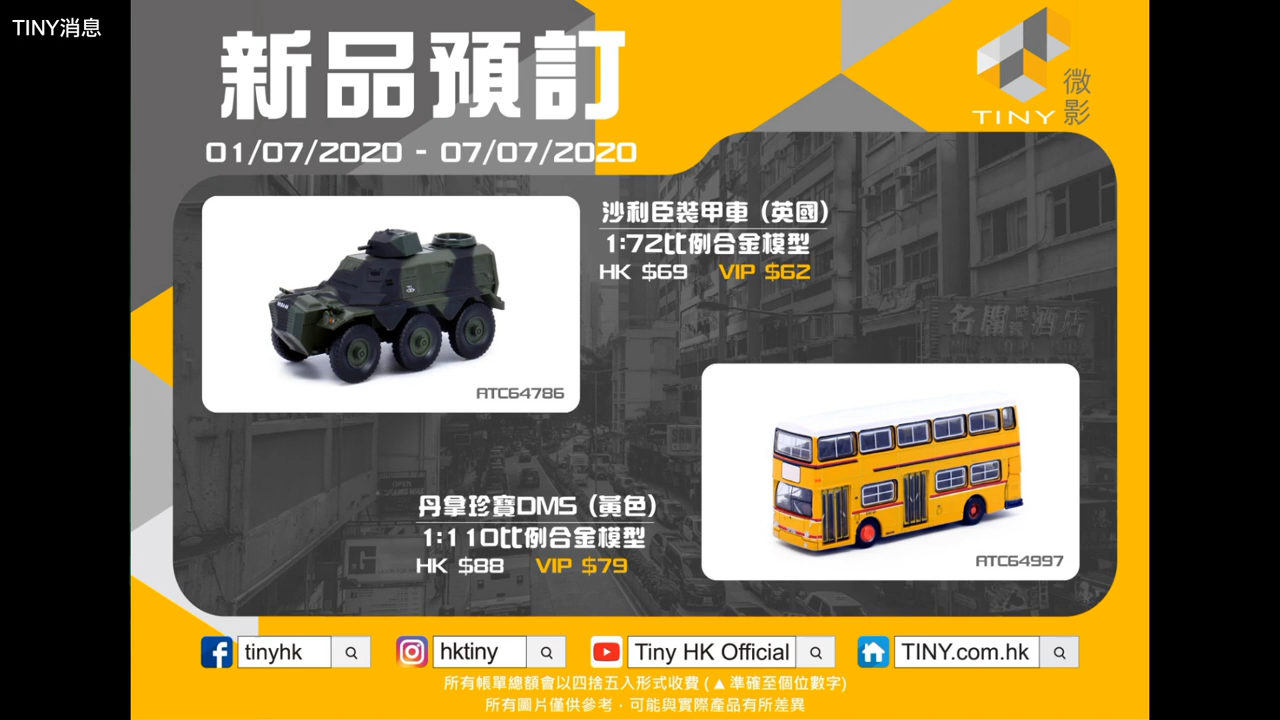 TINY消息
新品預訂
01/07/2020 - 07/07/2020
TINY
微影
沙利臣裝甲車 (英國)
1:72比例合金模型
HK $69 VIP $62
ATC64786
名閣 酒店
丹拿珍寶DMS (黃色)
1:110比例合金模型
HK $88 VIP $79
ATC64997
tinyhk
hktiny
Tiny HK Official
TINY.com.hk
所有帳單總額會以四捨五入形式收費 (▲準確至個位數字)
所有圖片僅供參考，可能與實際產品有所差異